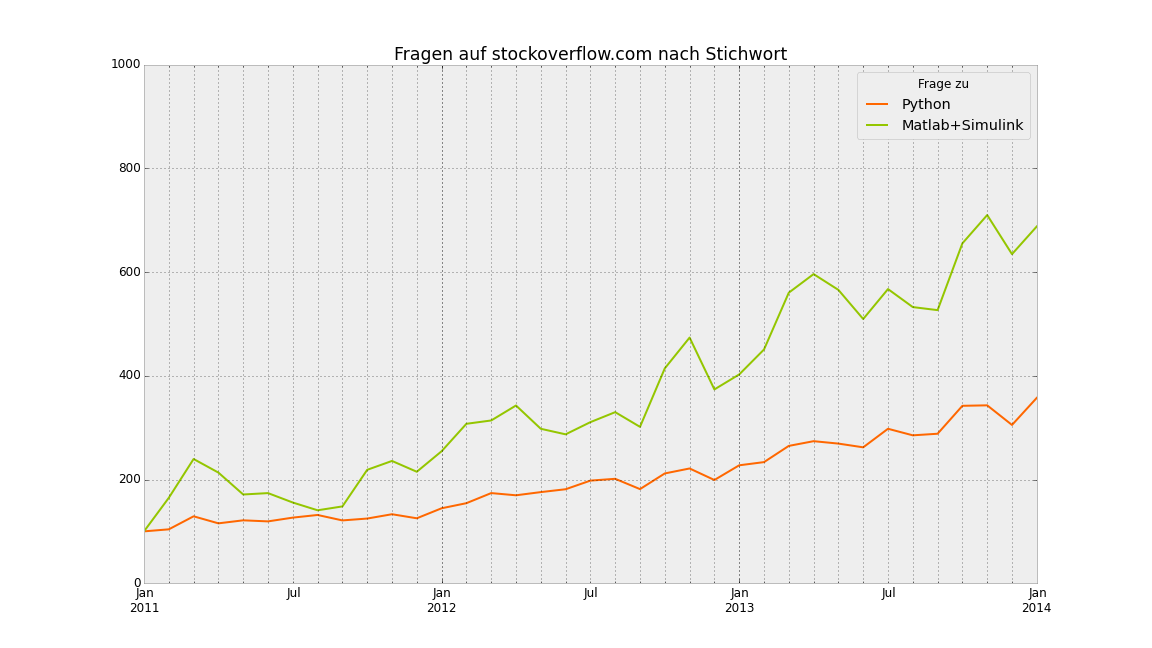 Fragen auf stockoverflow.com nach Stichwort
1000
800
600
400
200
0
Frage zu
Python
Matlab+Simulink
Jan
2011
Jul
Jan
2012
Jul
Jan
2013
Jul
Jan
2014